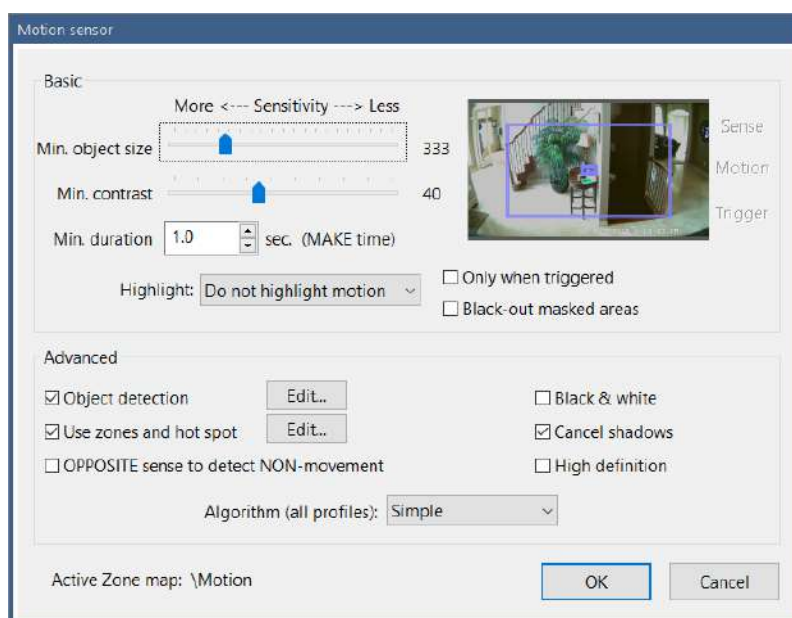 Motion sensor
Basic
More <--- Sensitivity ---> Less
Min. object size 333
Sense
Motion
Trigger
Min. contrast 40
Min. duration 1.0 sec. (MAKE time)
Highlight: Do not highlight motion
Only when triggered
Black-out masked areas
Advanced
Object detection Edit... Black & white
Use zones and hot spot Edit... Cancel shadows
OPPOSITE sense to detect NON-movement High definition
Algorithm (all profiles): Simple
Active Zone map: \Motion OK Cancel